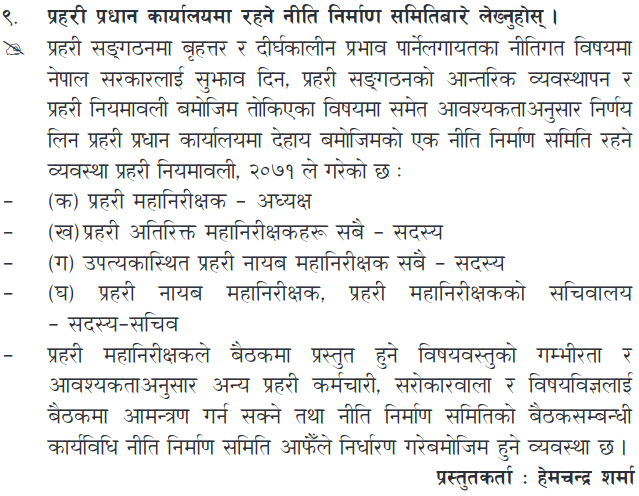 ९. प्रहरी प्रधान कार्यालयमा रहने नीति निर्माण समितिबारे लेख्नुहोस् ।
प्रहरी सङ्गठनमा बृहत्तर र दीर्घकालीन प्रभाव पार्नेलगायतका नीतिगत विषयमा
नेपाल सरकारलाई सुझाव दिन, प्रहरी सङ्गठनको आन्तरिक व्यवस्थापन र
प्रहरी नियमावली बमोजिम तोकिएका विषयमा समेत आवश्यकताअनुसार निर्णय
लिन प्रहरी प्रधान कार्यालयमा देहाय बमोजिमको एक नीति निर्माण समिति रहने
व्यवस्था प्रहरी नियमावली, २०७१ ले गरेको छ :
- (क) प्रहरी महानिरीक्षक - अध्यक्ष
- (ख) प्रहरी अतिरिक्त महानिरीक्षकहरू सबै - सदस्य
- (ग) उपत्यकास्थित प्रहरी नायब महानिरीक्षक सबै - सदस्य
- (घ) प्रहरी नायब महानिरीक्षक, प्रहरी महानिरीक्षकको सचिवालय
- सदस्य-सचिव
- प्रहरी महानिरीक्षकले बैठकमा प्रस्तुत हुने विषयवस्तुको गम्भीरता र
आवश्यकताअनुसार अन्य प्रहरी कर्मचारी, सरोकारवाला र विषयविज्ञलाई
बैठकमा आमन्त्रण गर्न सक्ने तथा नीति निर्माण समितिको बैठकसम्बन्धी
कार्यविधि नीति निर्माण समिति आफैँले निर्धारण गरेबमोजिम हुने व्यवस्था छ ।
प्रस्तुतकर्ता : हेमचन्द्र शर्मा